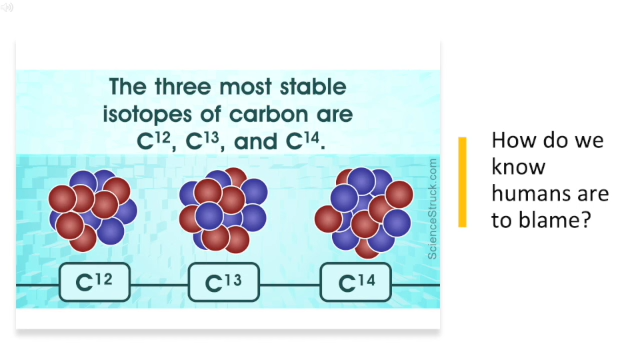 The three most stable
isotopes of carbon are
C¹², C¹³, and C¹⁴.
C¹²
C¹³
C¹⁴
ScienceStruck.com
How do we
know
humans are
to blame?